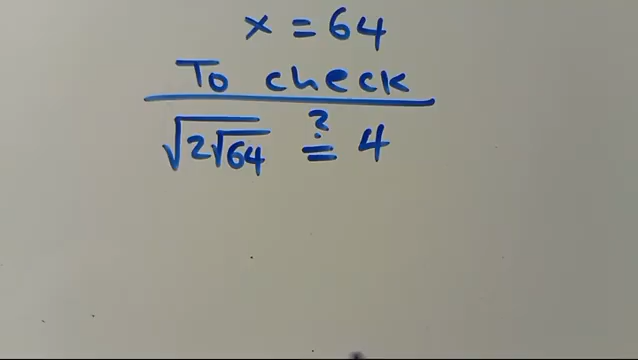 x = 64
To check
√2√64 ≟ 4